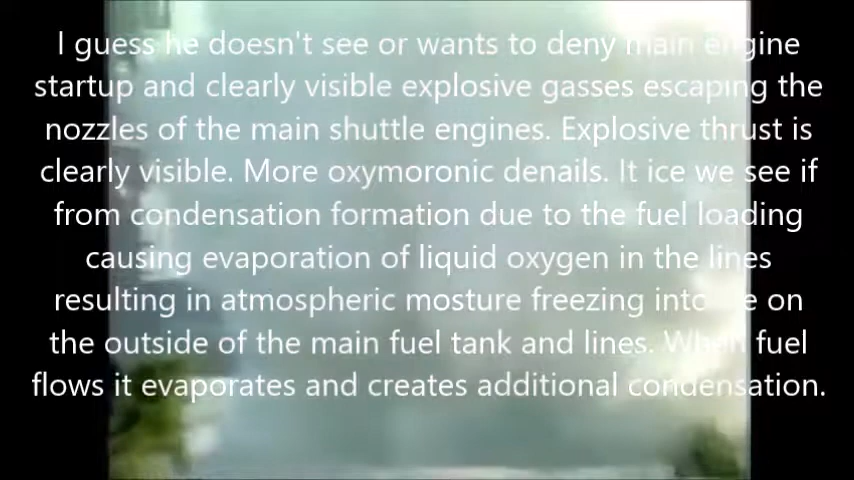 I guess he doesn't see or wants to deny main engine
startup and clearly visible explosive gasses escaping the
nozzles of the main shuttle engines. Explosive thrust is
clearly visible. More oxymoronic denails. It ice we see if
from condensation formation due to the fuel loading
causing evaporation of liquid oxygen in the lines
resulting in atmospheric mosture freezing into ice on
the outside of the main fuel tank and lines. When fuel
flows it evaporates and creates additional condensation.